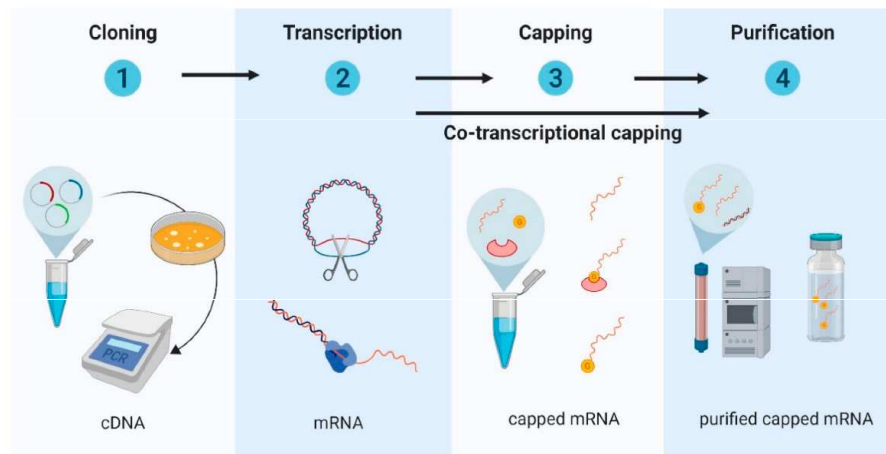 Cloning
Transcription
Capping
Purification
1
2
3
4
Co-transcriptional capping
G
G
G
G
PCR
G
G
G
cDNA
mRNA
capped mRNA
purified capped mRNA